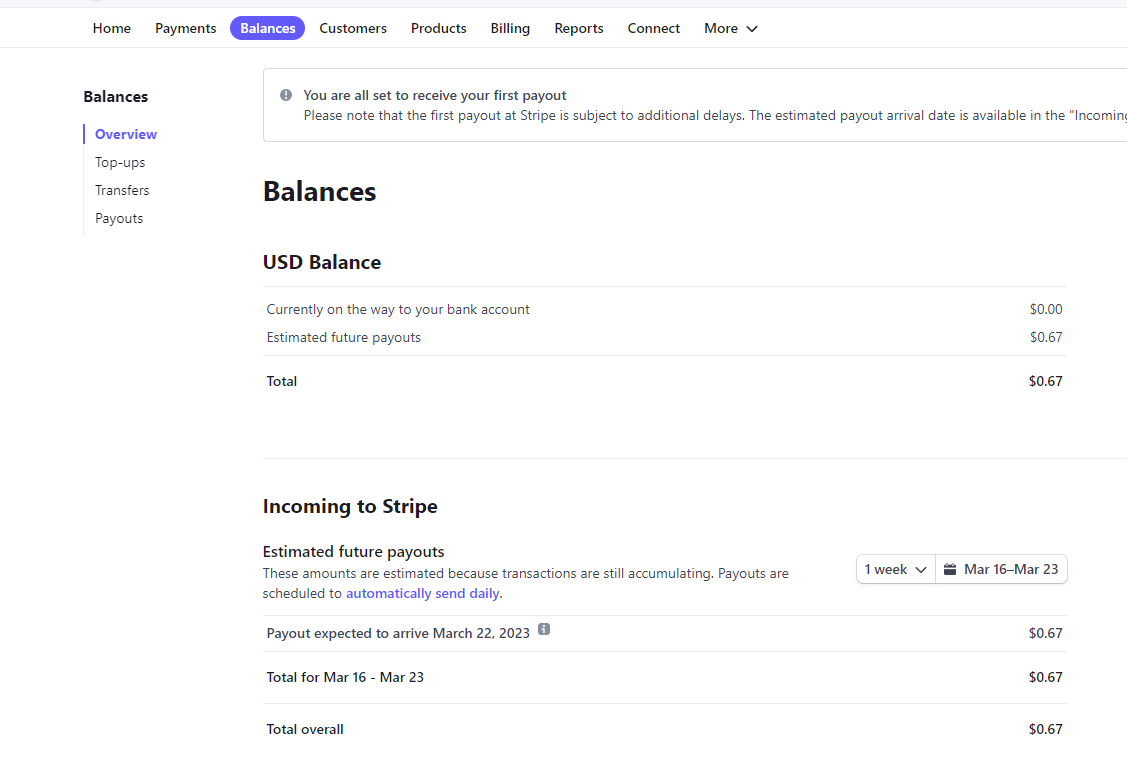 Home Payments Balances Customers Products Billing Reports Connect More
Balances
Overview
Top-ups
Transfers
Payouts
You are all set to receive your first payout
Please note that the first payout at Stripe is subject to additional delays. The estimated payout arrival date is available in the "Incoming
Balances
USD Balance
Currently on the way to your bank account $0.00
Estimated future payouts $0.67
Total $0.67
Incoming to Stripe
Estimated future payouts
These amounts are estimated because transactions are still accumulating. Payouts are
scheduled to automatically send daily.
1 week Mar 16–Mar 23
Payout expected to arrive March 22, 2023 $0.67
Total for Mar 16 - Mar 23 $0.67
Total overall $0.67